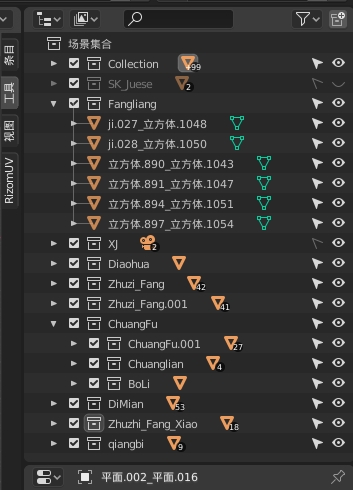 场景集合
条目
Collection +99
SK_Juese 2
工具
Fangliang
ji.027_立方体.1048
视图
ji.028_立方体.1050
立方体.890_立方体.1043
RizomUV
立方体.891_立方体.1047
立方体.894_立方体.1051
立方体.897_立方体.1054
XJ 2
Diaohua
Zhuzi_Fang 42
Zhuzi_Fang.001 41
ChuangFu
ChuangFu.001 27
Chuanglian 4
BoLi
DiMian 53
Zhuzhi_Fang_Xiao 18
qiangbi 9
平面.002_平面.016